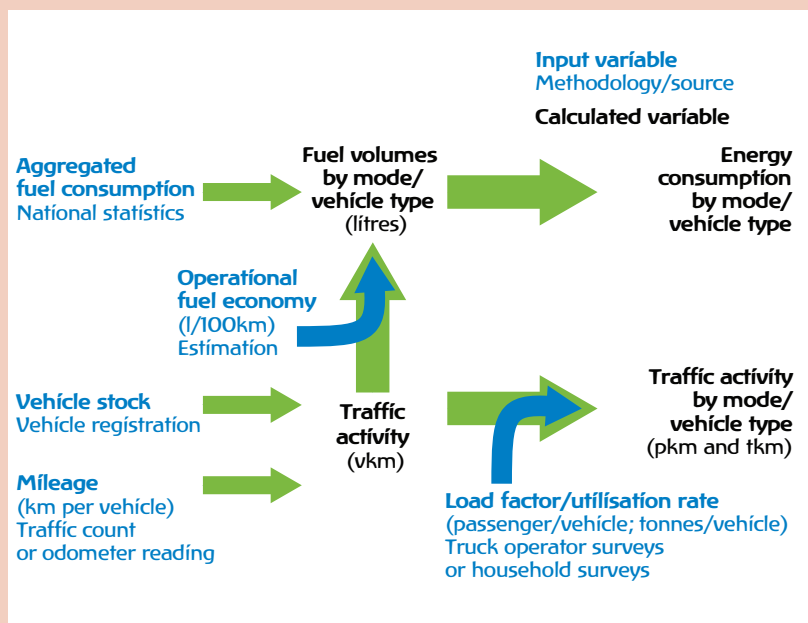 Input variable
Methodology/source
Calculated variable
Aggregated
fuel consumption
National statistics
Fuel volumes
by mode/
vehicle type
(litres)
Energy
consumption
by mode/
vehicle type
Operational
fuel economy
(l/100km)
Estimation
Vehicle stock
Vehicle registration
Traffic
activity
(vkm)
Traffic activity
by mode/
vehicle type
(pkm and tkm)
Mileage
(km per vehicle)
Traffic count
or odometer reading
Load factor/utilisation rate
(passenger/vehicle; tonnes/vehicle)
Truck operator surveys
or household surveys